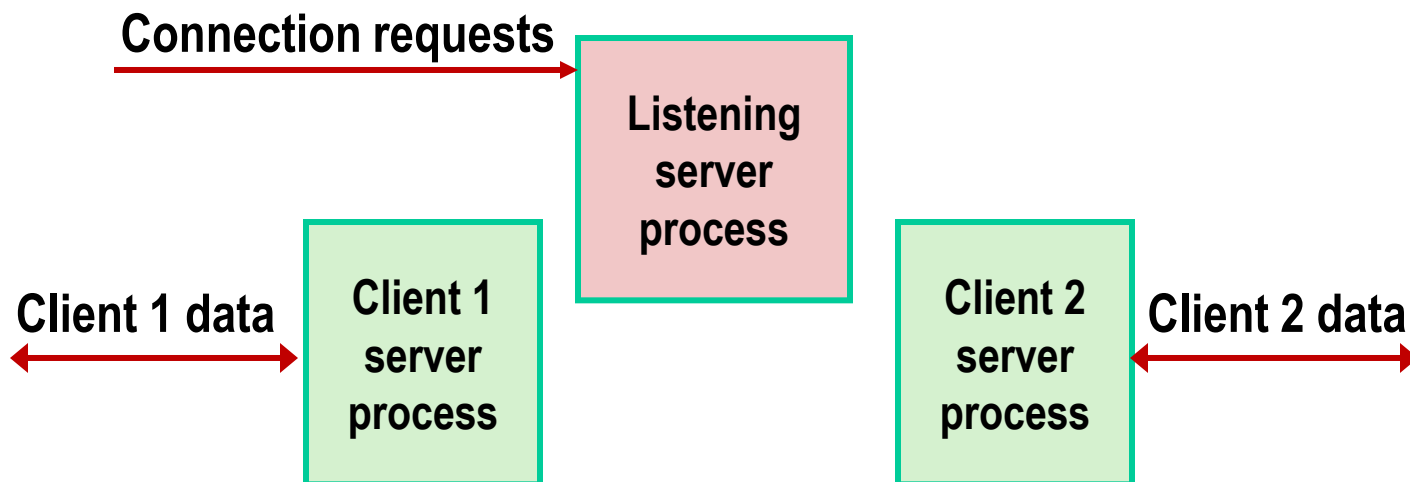 Connection requests
Listening
server
process
Client 1 data
Client 1
server
process
Client 2
server
process
Client 2 data